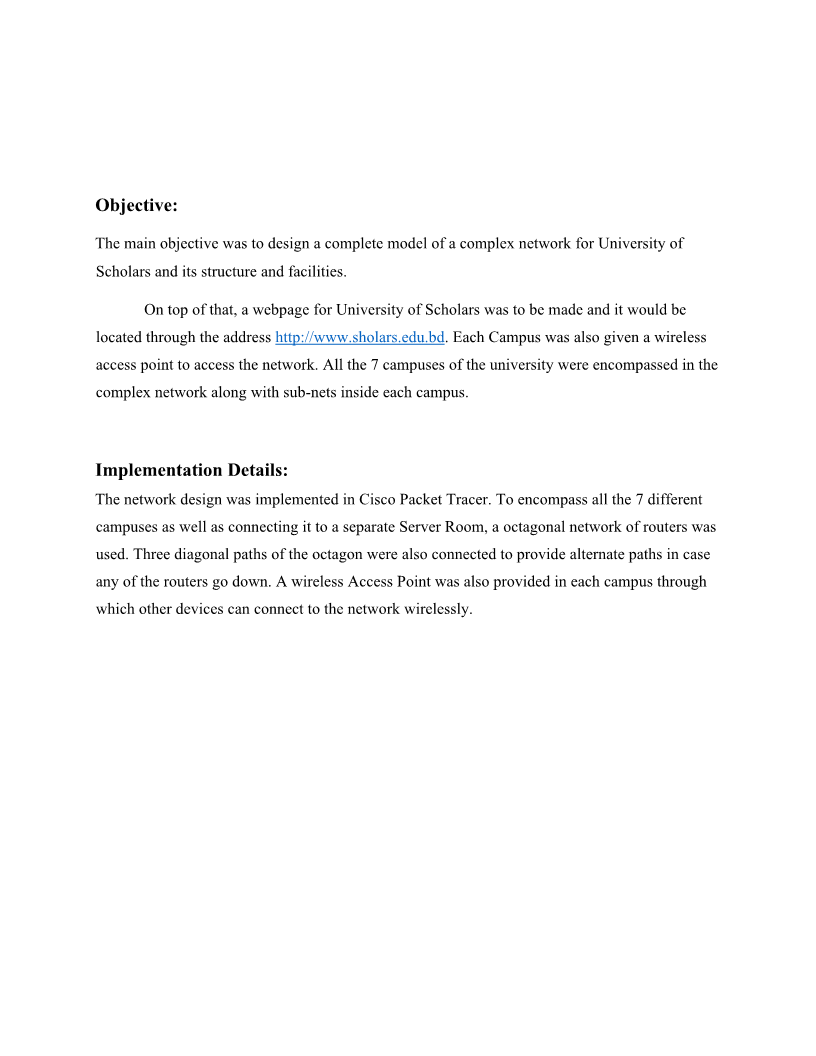 Objective:
The main objective was to design a complete model of a complex network for University of
Scholars and its structure and facilities.
On top of that, a webpage for University of Scholars was to be made and it would be
located through the address http://www.sholars.edu.bd. Each Campus was also given a wireless
access point to access the network. All the 7 campuses of the university were encompassed in the
complex network along with sub-nets inside each campus.
Implementation Details:
The network design was implemented in Cisco Packet Tracer. To encompass all the 7 different
campuses as well as connecting it to a separate Server Room, a octagonal network of routers was
used. Three diagonal paths of the octagon were also connected to provide alternate paths in case
any of the routers go down. A wireless Access Point was also provided in each campus through
which other devices can connect to the network wirelessly.